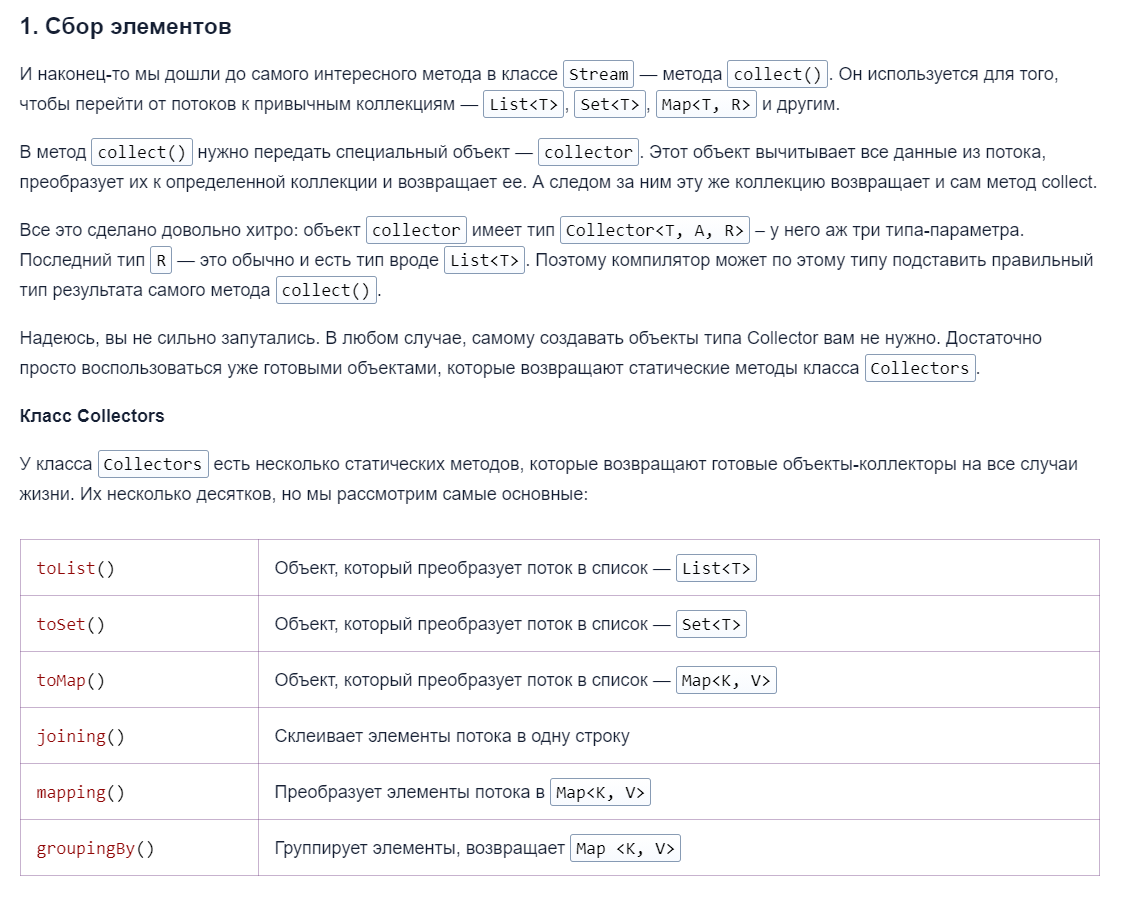 1. Сбор элементов
И наконец-то мы дошли до самого интересного метода в классе Stream — метода collect(). Он используется для того,
чтобы перейти от потоков к привычным коллекциям — List<T>, Set<T>, Map<T, R> и другим.
В метод collect() нужно передать специальный объект — collector. Этот объект вычитывает все данные из потока,
преобразует их к определенной коллекции и возвращает ее. А следом за ним эту же коллекцию возвращает и сам метод collect.
Все это сделано довольно хитро: объект collector имеет тип Collector<T, A, R> – у него аж три типа-параметра.
Последний тип R — это обычно и есть тип вроде List<T>. Поэтому компилятор может по этому типу подставить правильный
тип результата самого метода collect().
Надеюсь, вы не сильно запутались. В любом случае, самому создавать объекты типа Collector вам не нужно. Достаточно
просто воспользоваться уже готовыми объектами, которые возвращают статические методы класса Collectors.
Класс Collectors
У класса Collectors есть несколько статических методов, которые возвращают готовые объекты-коллекторы на все случаи
жизни. Их несколько десятков, но мы рассмотрим самые основные:
toList() Объект, который преобразует поток в список — List<T>
toSet() Объект, который преобразует поток в список — Set<T>
toMap() Объект, который преобразует поток в список — Map<K, V>
joining() Склеивает элементы потока в одну строку
mapping() Преобразует элементы потока в Map<K, V>
groupingBy() Группирует элементы, возвращает Map <K, V>